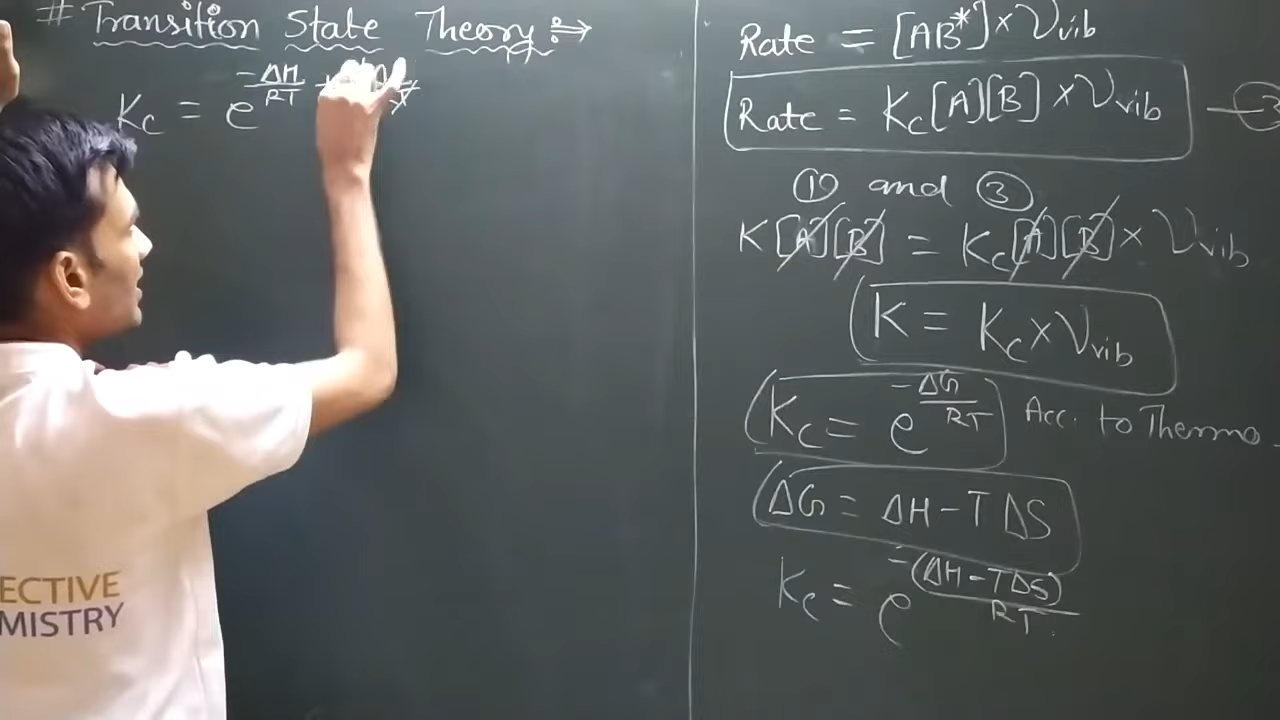 # Transition State Theory :⇒
Kc = e^-ΔH/RT
Rate = [AB*] × νvib
Rate = Kc[A][B] × νvib —③
① and ③
K[A][B] = Kc[A][B] × νvib
K = Kc × νvib
Kc = e^-ΔG/RT Acc. to Thermo
ΔG = ΔH - TΔS
Kc = e^-(ΔH - TΔS)/RT
ECTIVE
MISTRY